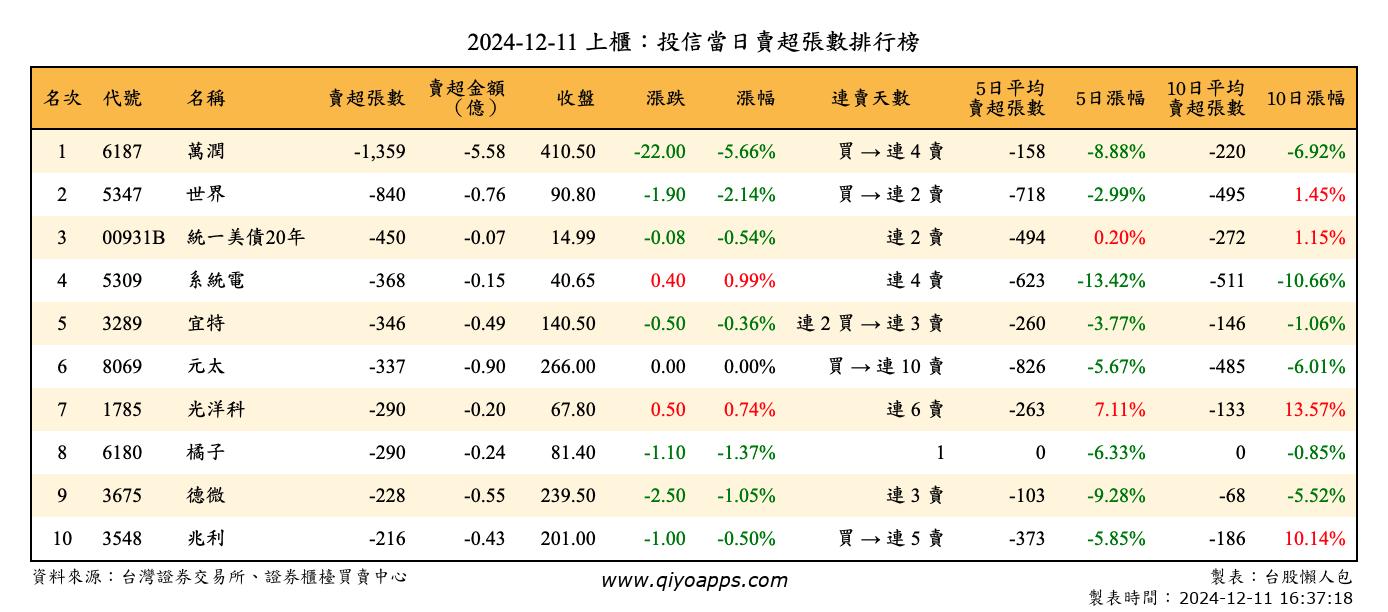 2024-12-11 上櫃：投信當日賣超張數排行榜
名次 代號 名稱 賣超張數 賣超金額（億） 收盤 漲跌 漲幅 連賣天數 5日平均賣超張數 5日漲幅 10日平均賣超張數 10日漲幅
1 6187 萬潤 -1,359 -5.58 410.50 -22.00 -5.66% 買 → 連 4 賣 -158 -8.88% -220 -6.92%
2 5347 世界 -840 -0.76 90.80 -1.90 -2.14% 買 → 連 2 賣 -718 -2.99% -495 1.45%
3 00931B 統一美債20年 -450 -0.07 14.99 -0.08 -0.54% 連 2 賣 -494 0.20% -272 1.15%
4 5309 系統電 -368 -0.15 40.65 0.40 0.99% 連 4 賣 -623 -13.42% -511 -10.66%
5 3289 宜特 -346 -0.49 140.50 -0.50 -0.36% 連 2 買 → 連 3 賣 -260 -3.77% -146 -1.06%
6 8069 元太 -337 -0.90 266.00 0.00 0.00% 買 → 連 10 賣 -826 -5.67% -485 -6.01%
7 1785 光洋科 -290 -0.20 67.80 0.50 0.74% 連 6 賣 -263 7.11% -133 13.57%
8 6180 橘子 -290 -0.24 81.40 -1.10 -1.37% 1 0 -6.33% 0 -0.85%
9 3675 德微 -228 -0.55 239.50 -2.50 -1.05% 連 3 賣 -103 -9.28% -68 -5.52%
10 3548 兆利 -216 -0.43 201.00 -1.00 -0.50% 買 → 連 5 賣 -373 -5.85% -186 10.14%
資料來源：台灣證券交易所、證券櫃檯買賣中心
www.qiyoapps.com
製表：台股懶人包
製表時間：2024-12-11 16:37:18